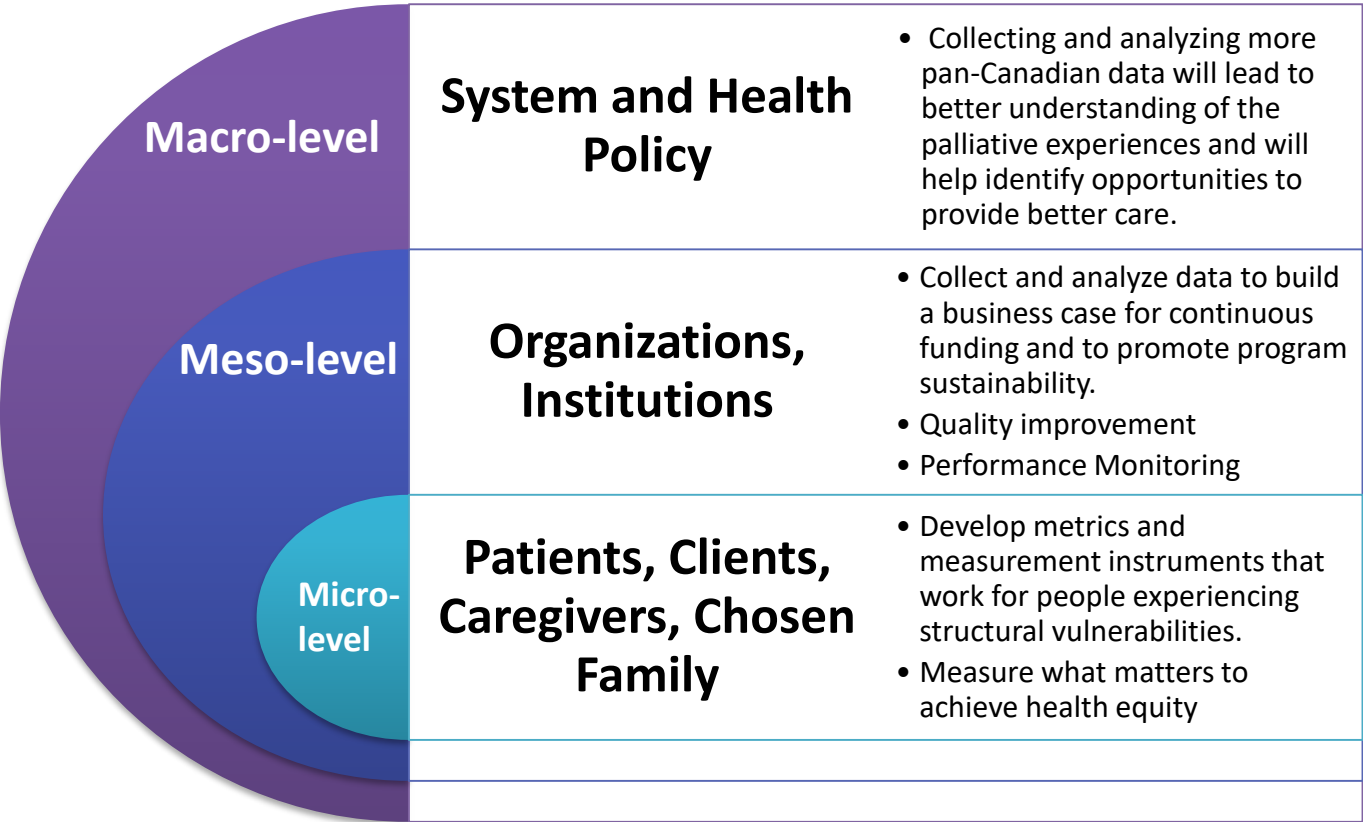 Macro-level
System and Health
Policy
• Collecting and analyzing more
pan-Canadian data will lead to
better understanding of the
palliative experiences and will
help identify opportunities to
provide better care.
Meso-level
Organizations,
Institutions
• Collect and analyze data to build
a business case for continuous
funding and to promote program
sustainability.
• Quality improvement
• Performance Monitoring
Micro-
level
Patients, Clients,
Caregivers, Chosen
Family
• Develop metrics and
measurement instruments that
work for people experiencing
structural vulnerabilities.
• Measure what matters to
achieve health equity